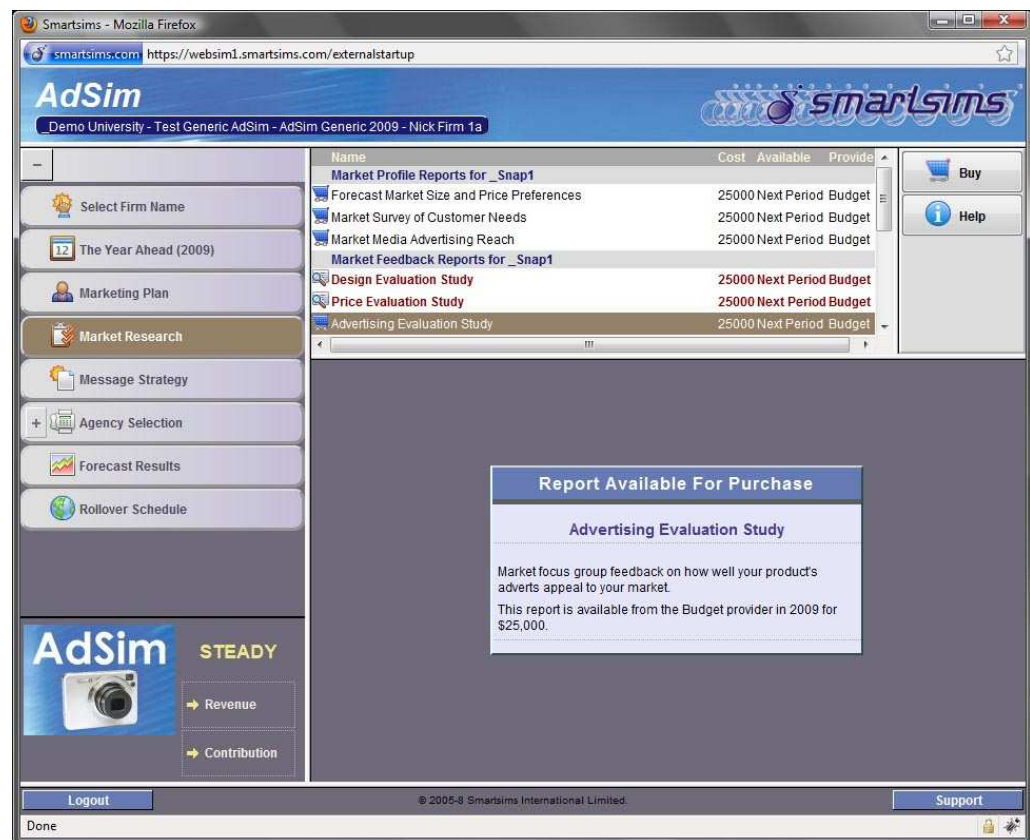 Smartsims - Mozilla Firefox
smartsims.com https://websim1.smartsims.com/externalstartup
AdSim
smartsims
_Demo University - Test Generic AdSim - AdSim Generic 2009 - Nick Firm 1a
−
Select Firm Name
12 The Year Ahead (2009)
Marketing Plan
Market Research
Message Strategy
+ Agency Selection
Forecast Results
Rollover Schedule
Name Cost Available Provide
Market Profile Reports for _Snap1
Forecast Market Size and Price Preferences 25000 Next Period Budget
Market Survey of Customer Needs 25000 Next Period Budget
Market Media Advertising Reach 25000 Next Period Budget
Market Feedback Reports for _Snap1
Design Evaluation Study 25000 Next Period Budget
Price Evaluation Study 25000 Next Period Budget
Advertising Evaluation Study 25000 Next Period Budget
Buy
Help
Report Available For Purchase
Advertising Evaluation Study
Market focus group feedback on how well your product's
adverts appeal to your market.
This report is available from the Budget provider in 2009 for
$25,000.
AdSim
STEADY
Revenue
Contribution
Logout
© 2005-8 Smartsims International Limited.
Support
Done